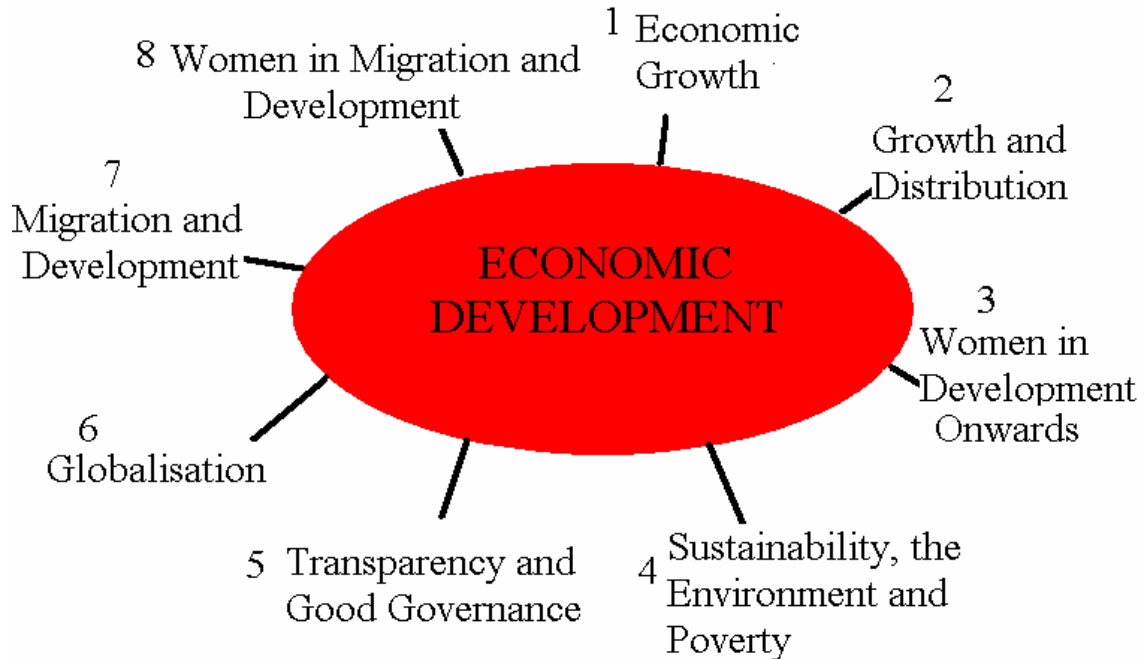 ECONOMIC
DEVELOPMENT
1 Economic
Growth
2
Growth and
Distribution
3
Women in
Development
Onwards
4 Sustainability, the
Environment and
Poverty
5 Transparency and
Good Governance
6
Globalisation
7
Migration and
Development
8 Women in Migration and
Development